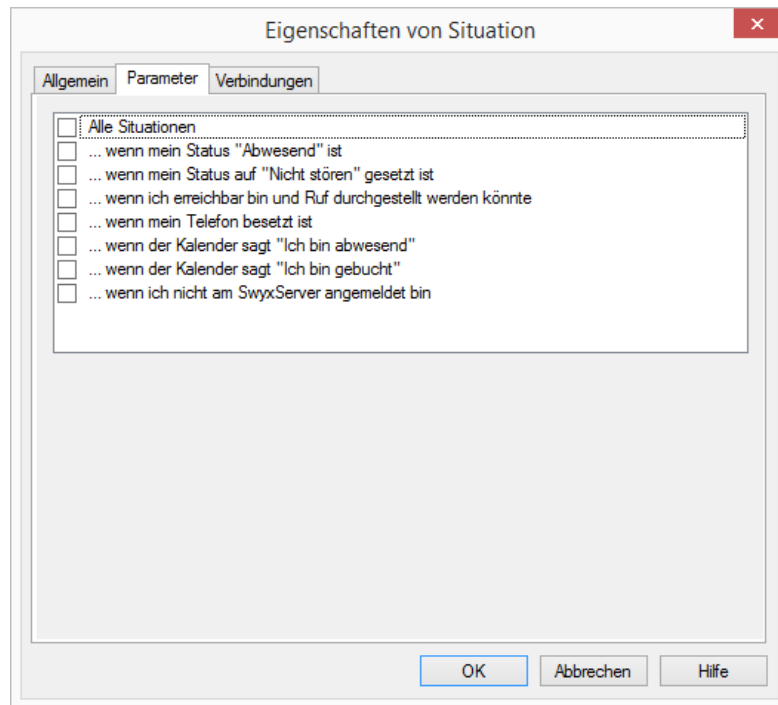 Eigenschaften von Situation
Allgemein Parameter Verbindungen
Alle Situationen
... wenn mein Status "Abwesend" ist
... wenn mein Status auf "Nicht stören" gesetzt ist
... wenn ich erreichbar bin und Ruf durchgestellt werden könnte
... wenn mein Telefon besetzt ist
... wenn der Kalender sagt "Ich bin abwesend"
... wenn der Kalender sagt "Ich bin gebucht"
... wenn ich nicht am SwyxServer angemeldet bin
OK Abbrechen Hilfe